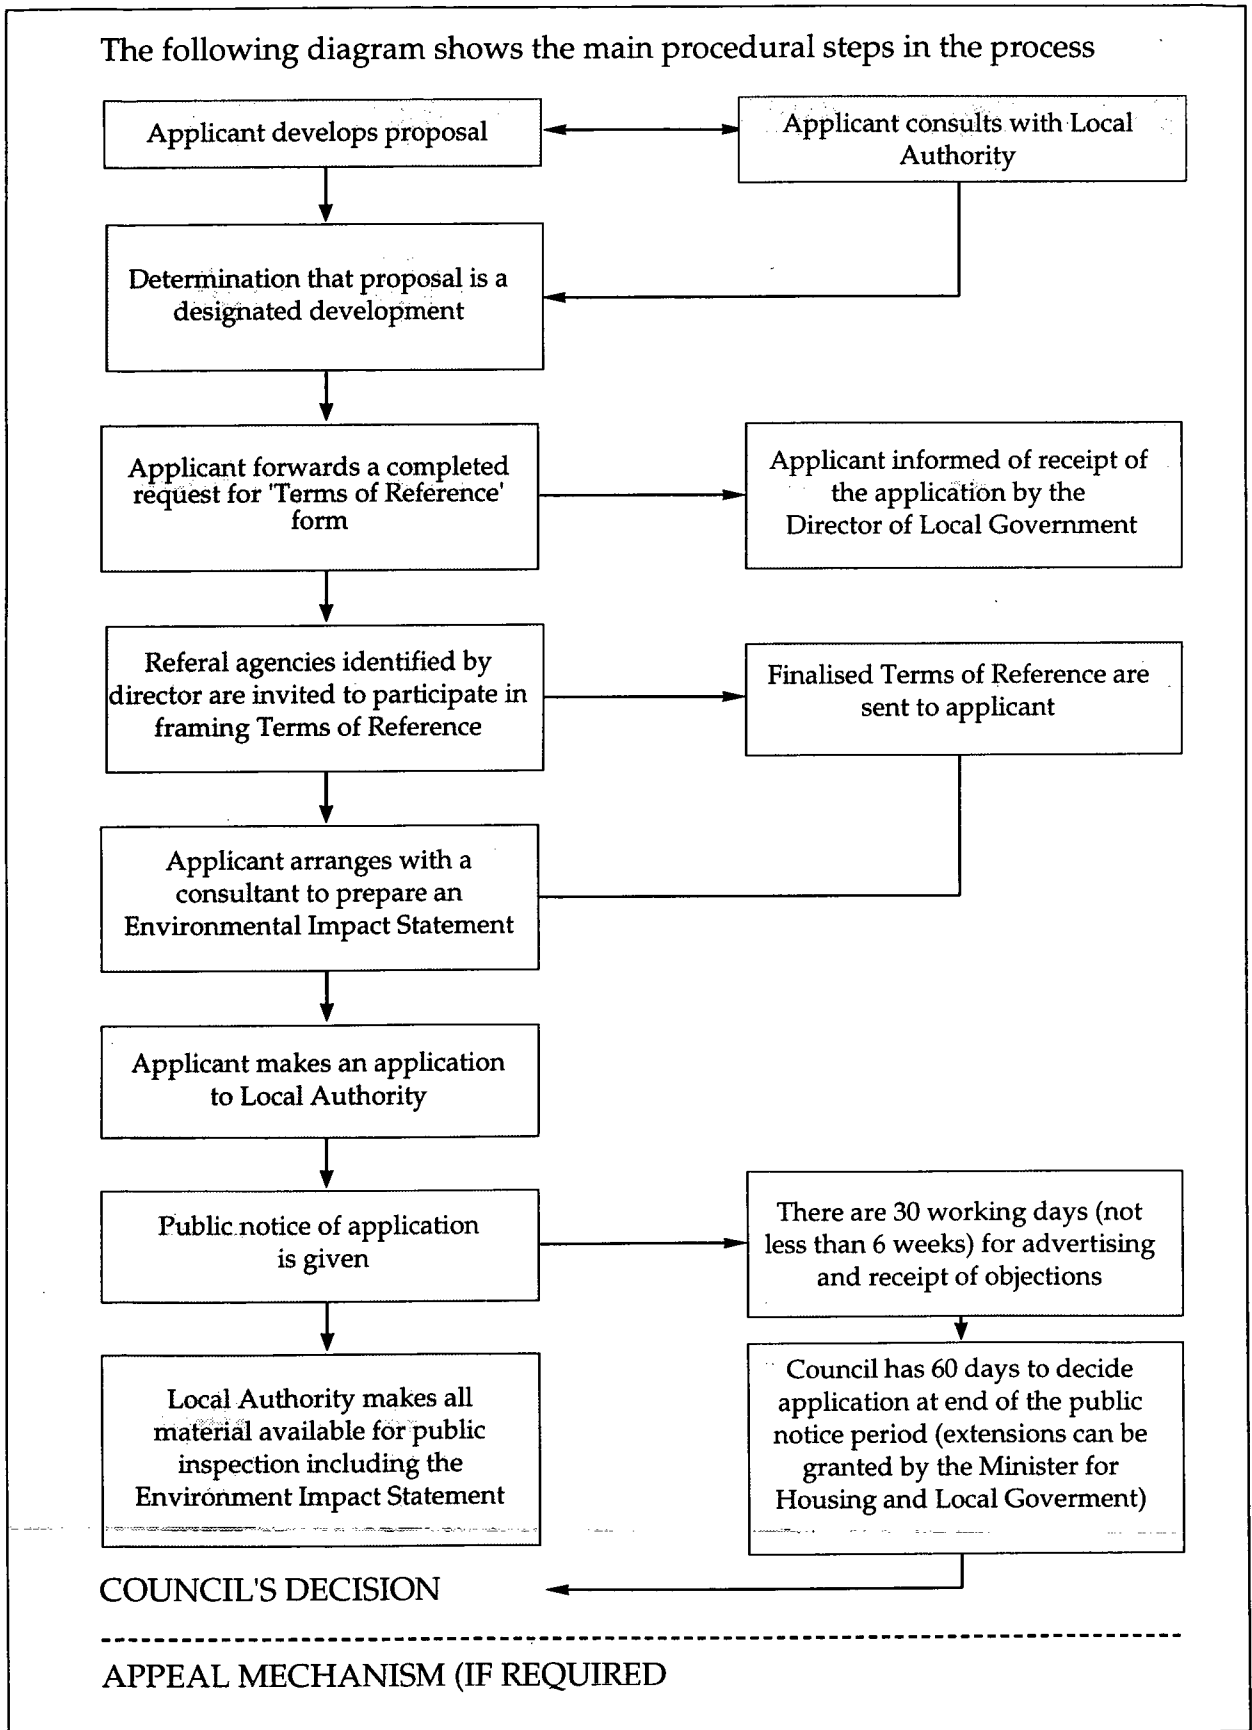 The following diagram shows the main procedural steps in the process
Applicant develops proposal
Applicant consults with Local
Authority
Determination that proposal is a
designated development
Applicant forwards a completed
request for 'Terms of Reference'
form
Applicant informed of receipt of
the application by the
Director of Local Government
Referal agencies identified by
director are invited to participate in
framing Terms of Reference
Finalised Terms of Reference are
sent to applicant
Applicant arranges with a
consultant to prepare an
Environmental Impact Statement
Applicant makes an application
to Local Authority
Public notice of application
is given
There are 30 working days (not
less than 6 weeks) for advertising
and receipt of objections
Local Authority makes all
material available for public
inspection including the
Environment Impact Statement
Council has 60 days to decide
application at end of the public
notice period (extensions can be
granted by the Minister for
Housing and Local Goverment)
COUNCIL'S DECISION
APPEAL MECHANISM (IF REQUIRED